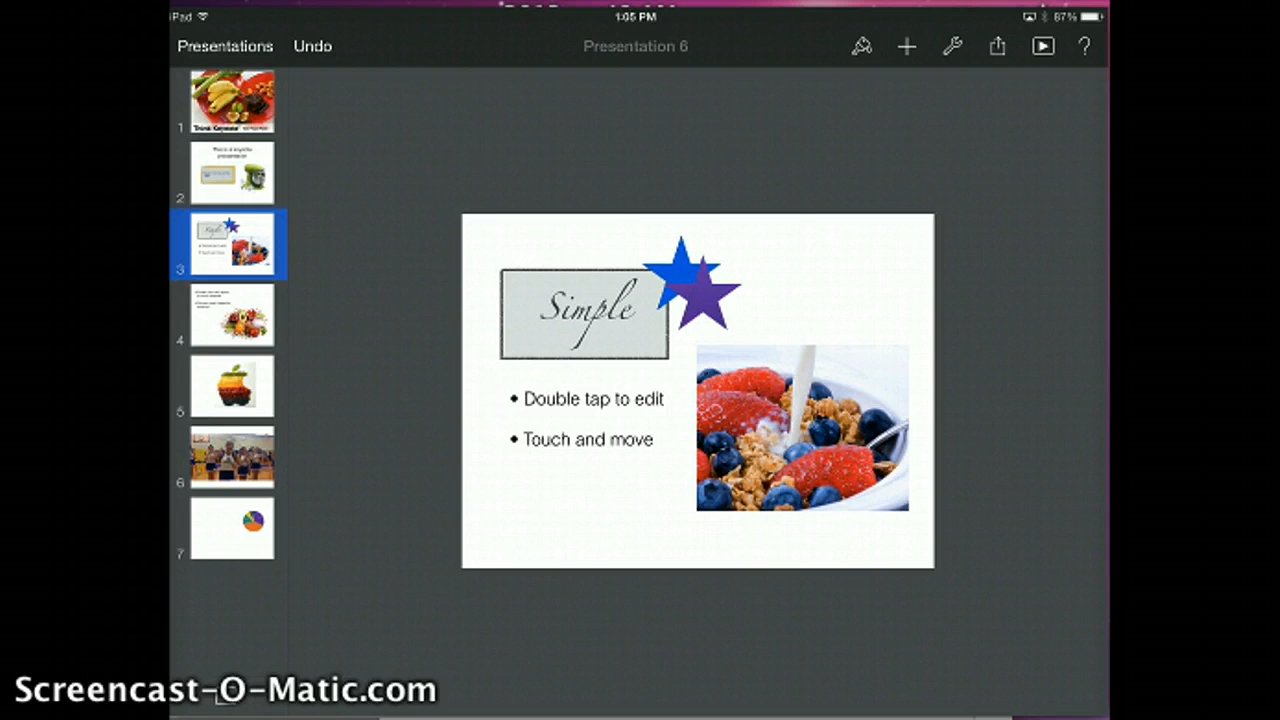 iPad 1:05 PM 87%
Presentations Undo Presentation 6 ?
1
2
3
4
5
6
7
Simple
• Double tap to edit
• Touch and move
Screencast-O-Matic.com